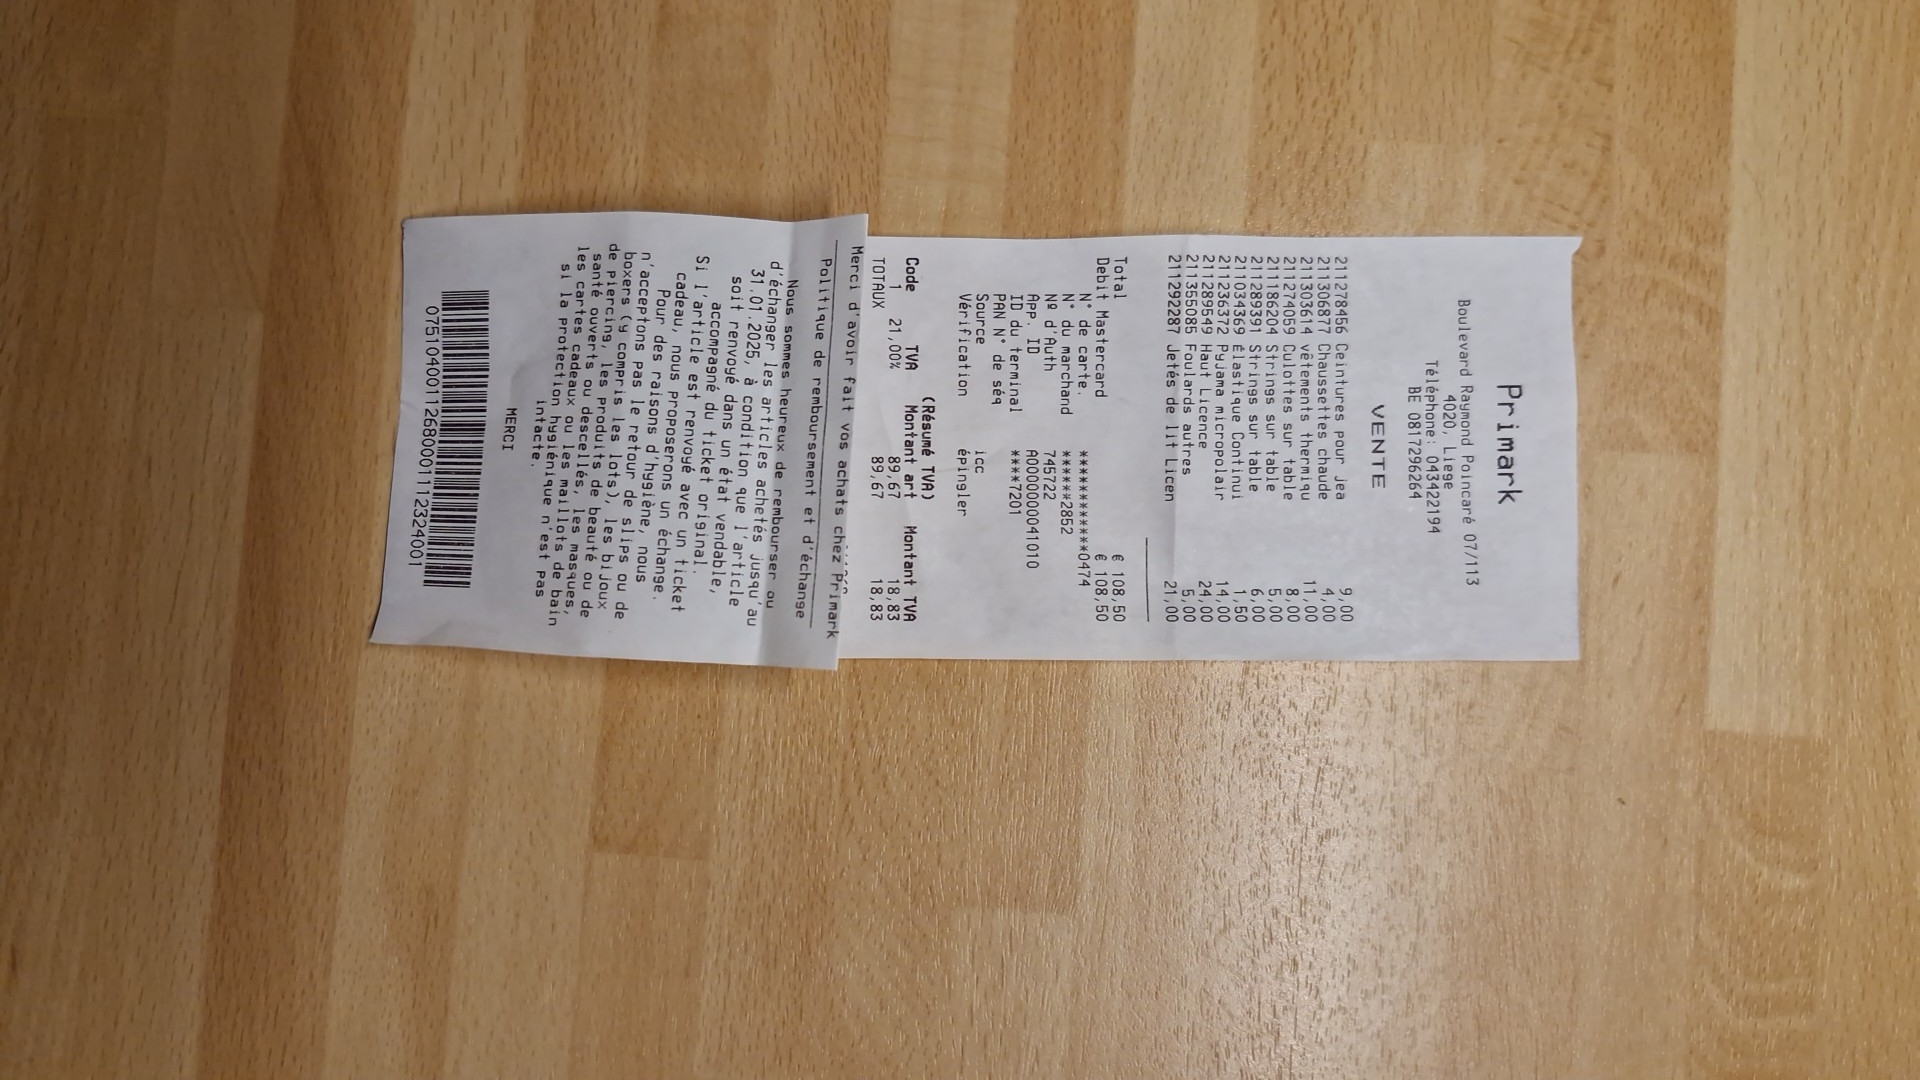 Primark
Boulevard Raymond Poincaré 07/113
4020, Liege
Téléphone: 043422194
BE 0817296264
VENTE
211278456 Ceintures pour jea 9,00
211306877 Chaussettes chaude 4,00
211303614 vêtements thermiqu 11,00
211274059 Culottes sur table 8,00
211186204 Strings sur table 5,00
211289391 Strings sur table 6,00
211034369 Élastique Continui 1,50
211236372 Pyjama micropolair 14,00
211289549 Haut Licence 24,00
211355085 Foulards autres 5,00
211292287 Jetés de lit Licen 21,00
Total € 108,50
Debit Mastercard € 108,50
N° de carte. ************0474
N° du marchand ******2852
Nº d'Auth 745722
App. ID A0000000041010
ID du terminal ****7201
PAN N° de séq
Source icc
Vérification épingler
(Résumé TVA)
Code TVA Montant art Montant TVA
1 21,00% 89,67 18,83
TOTAUX 89,67 18,83
Merci d'avoir fait vos achats chez Primark
Politique de remboursement et d'échange
Nous sommes heureux de rembourser ou
d'échanger les articles achetés jusqu'au
31.01.2025, à condition que l'article
soit renvoyé dans un état vendable,
accompagné du ticket original.
Si l'article est renvoyé avec un ticket
cadeau, nous proposerons un échange.
Pour des raisons d'hygiène, nous
n'acceptons pas le retour de slips ou de
boxers (y compris les lots), les bijoux
de piercing, les produits de beauté ou de
santé ouverts ou descellés, les masques,
les cartes cadeaux ou les maillots de bain
si la protection hygiénique n'est pas
intacte.
MERCI
07510400112680001112324001